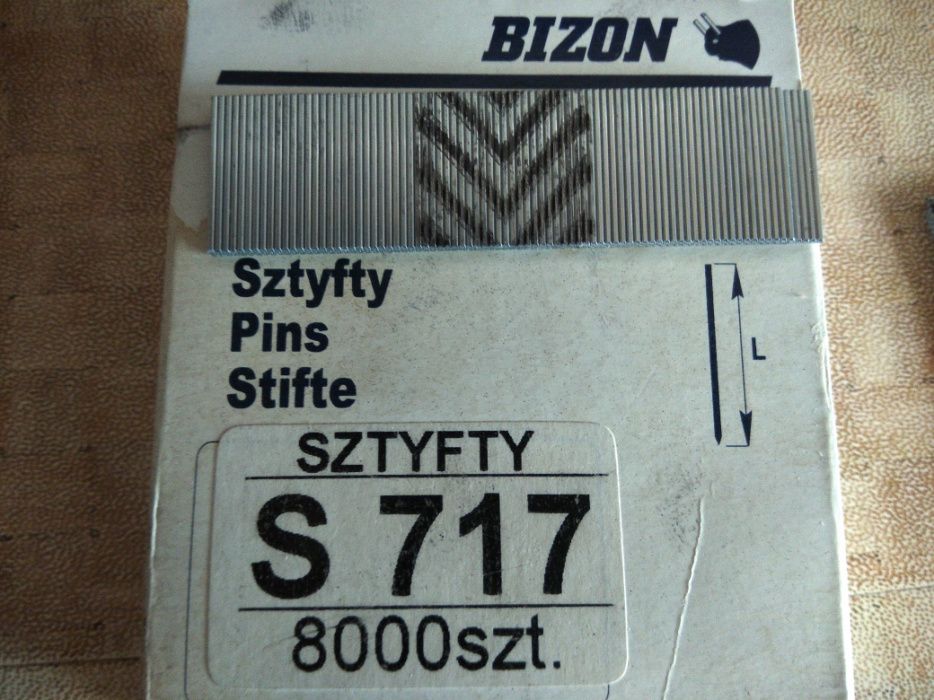 BIZON
Sztyfty
Pins
Stifte
L
SZTYFTY
S 717
8000szt.